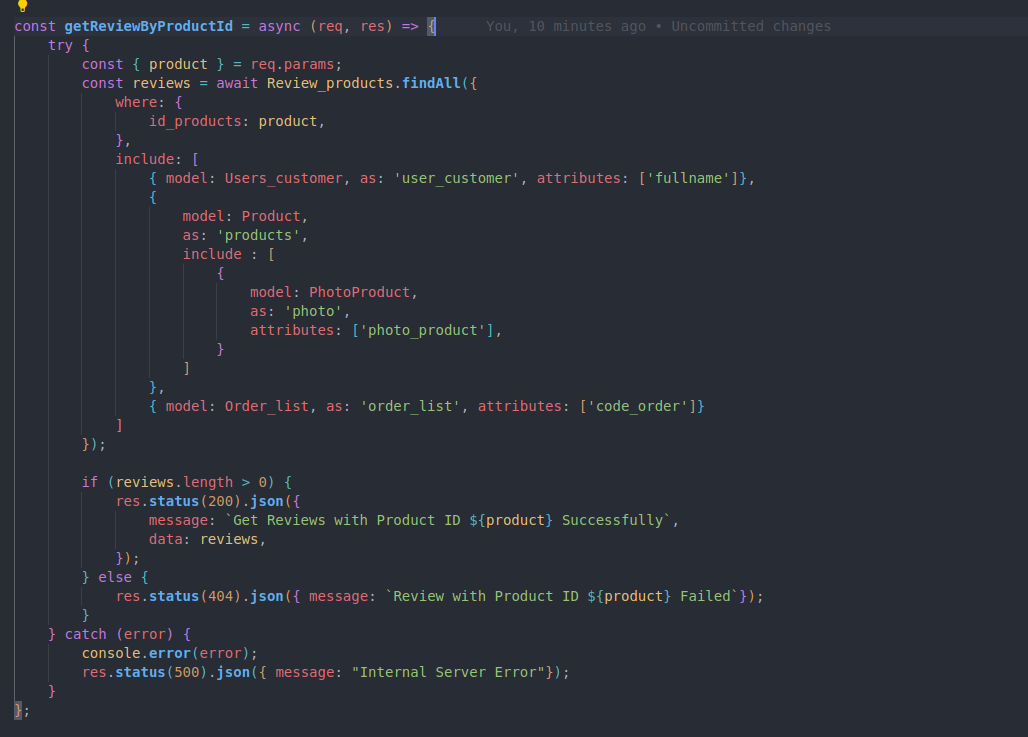 const getReviewByProductId = async (req, res) => {     You, 10 minutes ago • Uncommitted changes
    try {
        const { product } = req.params;
        const reviews = await Review_products.findAll({
            where: {
                id_products: product,
            },
            include: [
                { model: Users_customer, as: 'user_customer', attributes: ['fullname']},
                {
                    model: Product,
                    as: 'products',
                    include : [
                        {
                            model: PhotoProduct,
                            as: 'photo',
                            attributes: ['photo_product'],
                        }
                    ]
                },
                { model: Order_list, as: 'order_list', attributes: ['code_order']}
            ]
        });

        if (reviews.length > 0) {
            res.status(200).json({
                message: `Get Reviews with Product ID ${product} Successfully`,
                data: reviews,
            });
        } else {
            res.status(404).json({ message: `Review with Product ID ${product} Failed`});
        }
    } catch (error) {
        console.error(error);
        res.status(500).json({ message: "Internal Server Error"});
    }
};